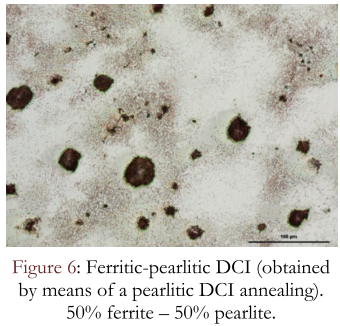 100 µm
Figure 6: Ferritic-pearlitic DCI (obtained
by means of a pearlitic DCI annealing).
50% ferrite – 50% pearlite.